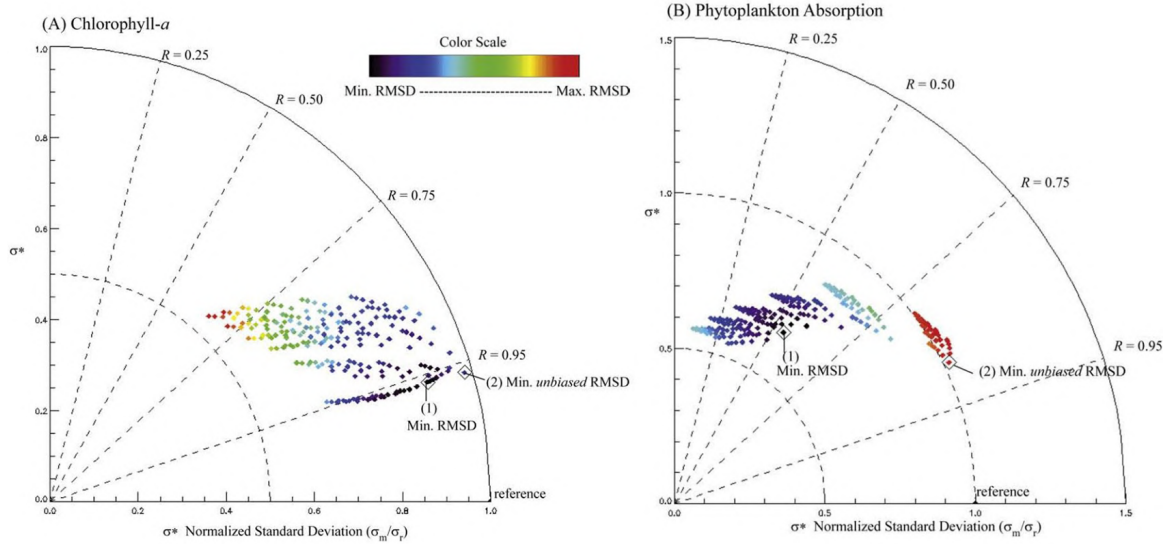 (A) Chlorophyll-a
Color Scale
Min. RMSD ---------------------- Max. RMSD
R = 0.25
R = 0.50
R = 0.75
R = 0.95
1.0
0.8
σ*
0.6
0.4
0.2
0.0
(1)
Min. RMSD
(2) Min. unbiased RMSD
reference
0.0 0.2 0.4 0.6 0.8 1.0
σ* Normalized Standard Deviation (σm/σr)
(B) Phytoplankton Absorption
R = 0.25
R = 0.50
R = 0.75
R = 0.95
1.5
1.0
σ*
0.5
0.0
(1)
Min. RMSD
(2) Min. unbiased RMSD
reference
0.0 0.5 1.0 1.5
σ* Normalized Standard Deviation (σm/σr)